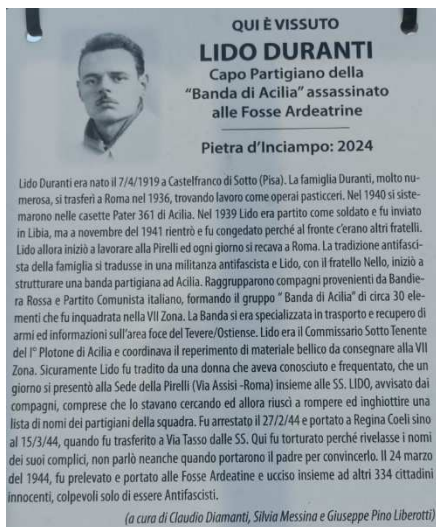 QUI È VISSUTO
LIDO DURANTI
Capo Partigiano della
"Banda di Acilia" assassinato
alle Fosse Ardeatrine
Pietra d'Inciampo: 2024
Lido Duranti era nato il 7/4/1919 a Castelfranco di Sotto (Pisa). La famiglia Duranti, molto nu-
merosa, si trasferì a Roma nel 1936, trovando lavoro come operai pasticceri. Nel 1940 si siste-
marono nelle casette Pater 361 di Acilia. Nel 1939 Lido era partito come soldato e fu inviato
in Libia, ma a novembre del 1941 rientrò e fu congedato perché al fronte c'erano altri fratelli.
Lido allora iniziò a lavorare alla Pirelli ed ogni giorno si recava a Roma. La tradizione antifasci-
sta della famiglia si tradusse in una militanza antifascista e Lido, con il fratello Nello, iniziò a
strutturare una banda partigiana ad Acilia. Raggrupparono compagni provenienti da Bandie-
ra Rossa e Partito Comunista italiano, formando il gruppo " Banda di Acilia" di circa 30 ele-
menti che fu inquadrata nella VII Zona. La Banda si era specializzata in trasporto e recupero di
armi ed informazioni sull'area foce del Tevere/Ostiense. Lido era il Commissario Sotto Tenente
del I° Plotone di Acilia e coordinava il reperimento di materiale bellico da consegnare alla VII
Zona. Sicuramente Lido fu tradito da una donna che aveva conosciuto e frequentato, che un
giorno si presentò alla Sede della Pirelli (Via Assisi -Roma) insieme alle SS. LIDO, avvisato dai
compagni, comprese che lo stavano cercando ed allora riuscì a rompere ed inghiottire una
lista di nomi dei partigiani della squadra. Fu arrestato il 27/2/44 e portato a Regina Coeli sino
al 15/3/44, quando fu trasferito a Via Tasso dalle SS. Qui fu torturato perché rivelasse i nomi
dei suoi complici, non parlò neanche quando portarono il padre per convincerlo. Il 24 marzo
del 1944, fu prelevato e portato alle Fosse Ardeatine e ucciso insieme ad altri 334 cittadini
innocenti, colpevoli solo di essere Antifascisti.
(a cura di Claudio Diamanti, Silvia Messina e Giuseppe Pino Liberotti)